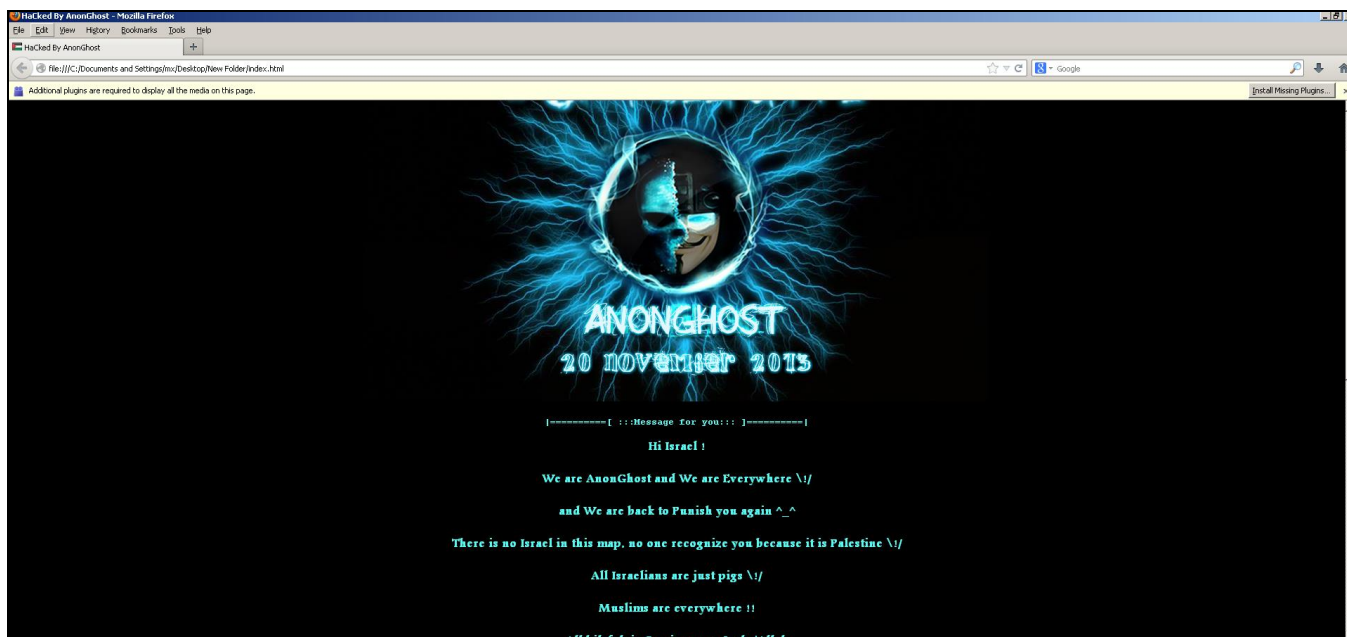 HaCked By AnonGhost - Mozilla Firefox
File Edit View History Bookmarks Tools Help
HaCked By AnonGhost
file:///C:/Documents and Settings/mx/Desktop/New Folder/index.html
Google
Additional plugins are required to display all the media on this page.
Install Missing Plugins...
ANONGHOST
20 november 2013
|==========[ :::Message for you::: ]==========|
Hi Israel !
We are AnonGhost and We are Everywhere \!/
and We are back to Punish you again ^_^
There is no Israel in this map, no one recognize you because it is Palestine \!/
All Israelians are just pigs \!/
Muslims are everywhere !!